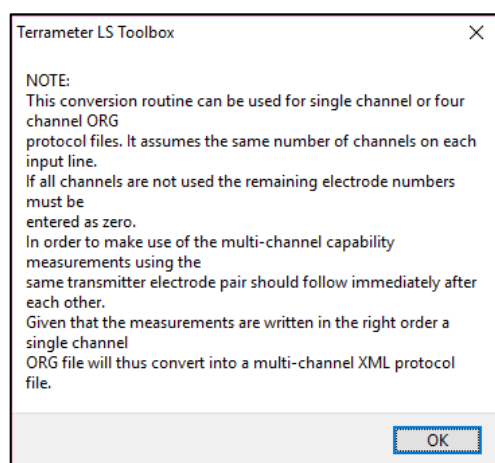 Terrameter LS Toolbox
NOTE:
This conversion routine can be used for single channel or four
channel ORG
protocol files. It assumes the same number of channels on each
input line.
If all channels are not used the remaining electrode numbers
must be
entered as zero.
In order to make use of the multi-channel capability
measurements using the
same transmitter electrode pair should follow immediately after
each other.
Given that the measurements are written in the right order a
single channel
ORG file will thus convert into a multi-channel XML protocol
file.
OK